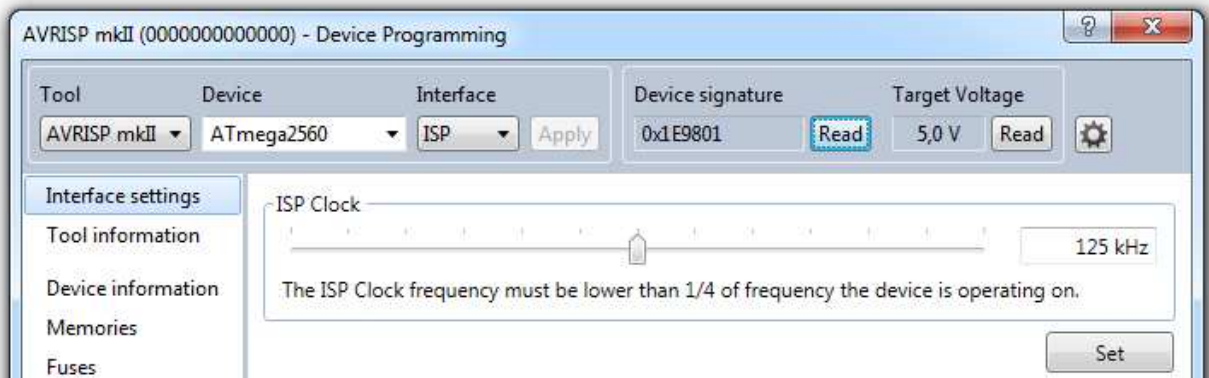 AVRISP mkII (0000000000000) - Device Programming
Tool Device Interface Device signature Target Voltage
AVRISP mkII ATmega2560 ISP Apply 0x1E9801 Read 5,0 V Read
Interface settings
ISP Clock
Tool information
125 kHz
Device information
The ISP Clock frequency must be lower than 1/4 of frequency the device is operating on.
Memories
Set
Fuses